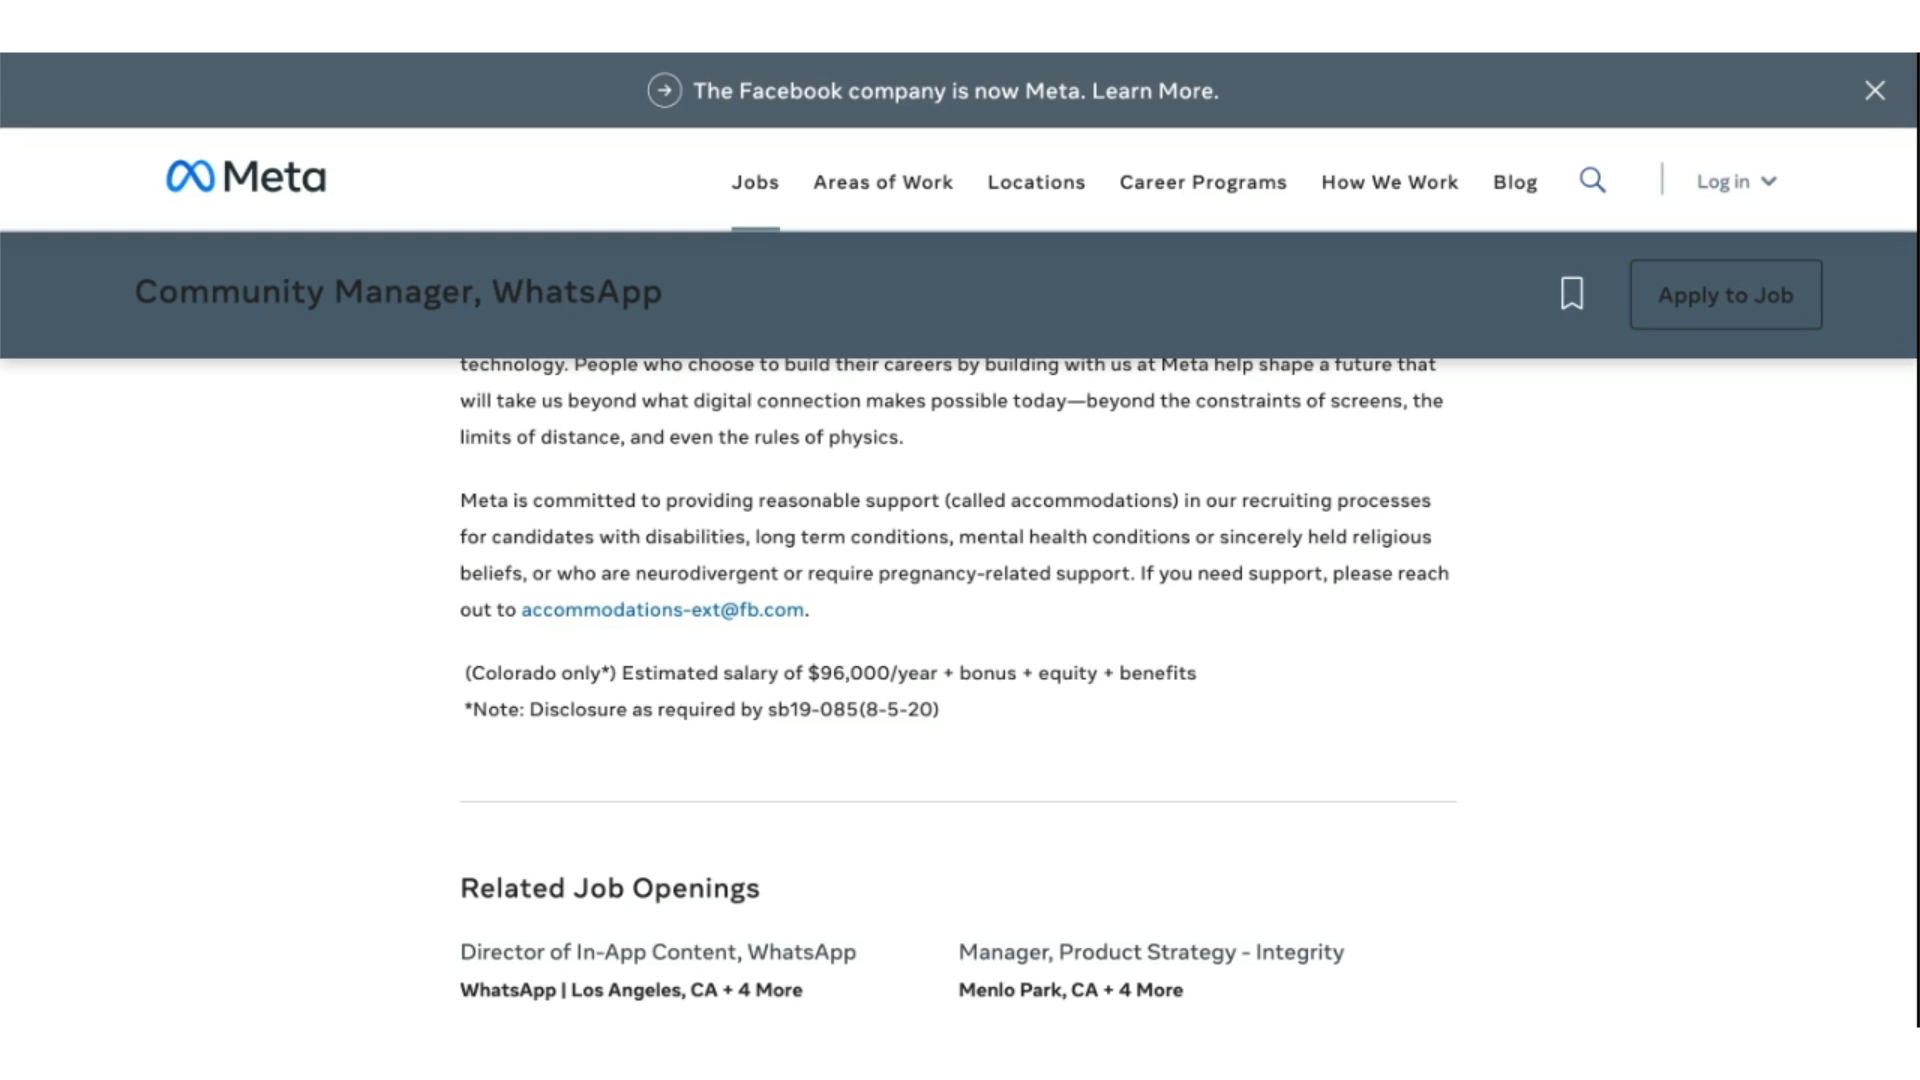 The Facebook company is now Meta. Learn More.
Meta
Jobs Areas of Work Locations Career Programs How We Work Blog Log in
Community Manager, WhatsApp
Apply to Job
technology. People who choose to build their careers by building with us at Meta help shape a future that
will take us beyond what digital connection makes possible today—beyond the constraints of screens, the
limits of distance, and even the rules of physics.
Meta is committed to providing reasonable support (called accommodations) in our recruiting processes
for candidates with disabilities, long term conditions, mental health conditions or sincerely held religious
beliefs, or who are neurodivergent or require pregnancy-related support. If you need support, please reach
out to accommodations-ext@fb.com.
(Colorado only*) Estimated salary of $96,000/year + bonus + equity + benefits
*Note: Disclosure as required by sb19-085(8-5-20)
Related Job Openings
Director of In-App Content, WhatsApp
WhatsApp | Los Angeles, CA + 4 More
Manager, Product Strategy - Integrity
Menlo Park, CA + 4 More